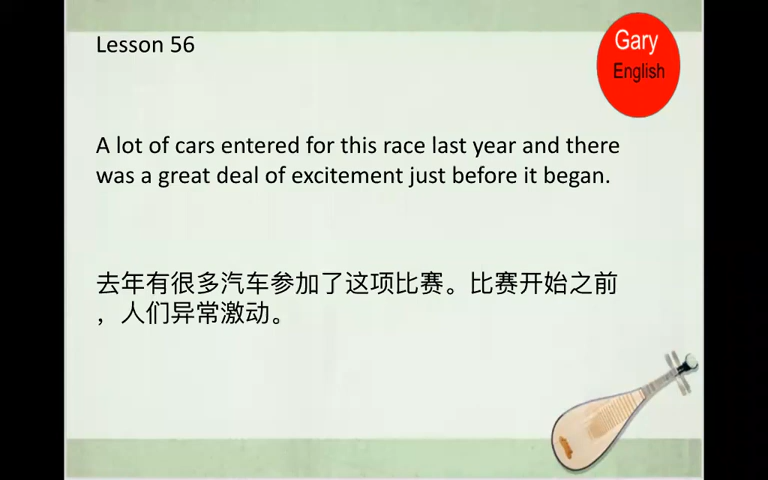 Lesson 56
Gary
English
A lot of cars entered for this race last year and there
was a great deal of excitement just before it began.
去年有很多汽车参加了这项比赛。比赛开始之前
，人们异常激动。